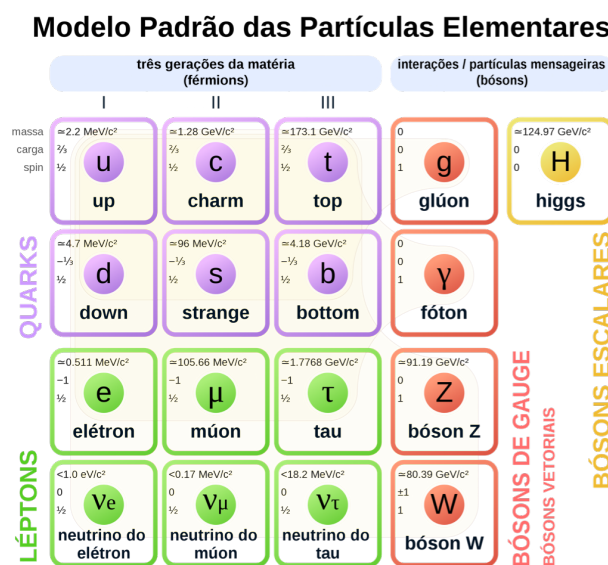 Modelo Padrão das Partículas Elementares
três gerações da matéria
(férmions)
interações / partículas mensageiras
(bósons)
I
II
III
massa
carga
spin
≃2.2 MeV/c²
⅔
½
u
up
≃1.28 GeV/c²
⅔
½
c
charm
≃173.1 GeV/c²
⅔
½
t
top
0
0
1
g
glúon
≃124.97 GeV/c²
0
0
H
higgs
QUARKS
≃4.7 MeV/c²
−⅓
½
d
down
≃96 MeV/c²
−⅓
½
s
strange
≃4.18 GeV/c²
−⅓
½
b
bottom
0
0
1
γ
fóton
BÓSONS ESCALARES
LÉPTONS
≃0.511 MeV/c²
−1
½
e
elétron
≃105.66 MeV/c²
−1
½
μ
múon
≃1.7768 GeV/c²
−1
½
τ
tau
≃91.19 GeV/c²
0
1
Z
bóson Z
BÓSONS DE GAUGE
BÓSONS VETORIAIS
<1.0 eV/c²
0
½
νe
neutrino do
elétron
<0.17 MeV/c²
0
½
νμ
neutrino do
múon
<18.2 MeV/c²
0
½
ντ
neutrino do
tau
≃80.39 GeV/c²
±1
1
W
bóson W